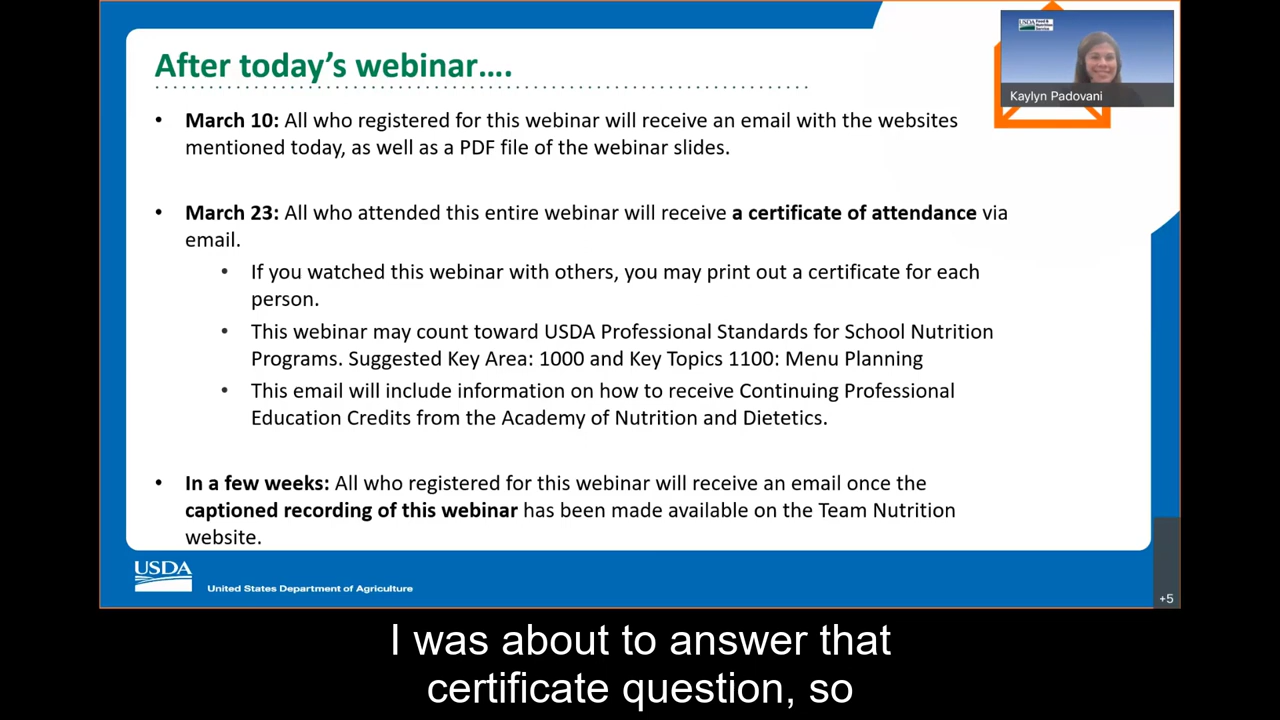 After today's webinar….
• March 10: All who registered for this webinar will receive an email with the websites
mentioned today, as well as a PDF file of the webinar slides.
• March 23: All who attended this entire webinar will receive a certificate of attendance via
email.
• If you watched this webinar with others, you may print out a certificate for each
person.
• This webinar may count toward USDA Professional Standards for School Nutrition
Programs. Suggested Key Area: 1000 and Key Topics 1100: Menu Planning
• This email will include information on how to receive Continuing Professional
Education Credits from the Academy of Nutrition and Dietetics.
• In a few weeks: All who registered for this webinar will receive an email once the
captioned recording of this webinar has been made available on the Team Nutrition
website.
USDA Food &
Nutrition
Service
Kaylyn Padovani
USDA
United States Department of Agriculture
+5
I was about to answer that
certificate question, so